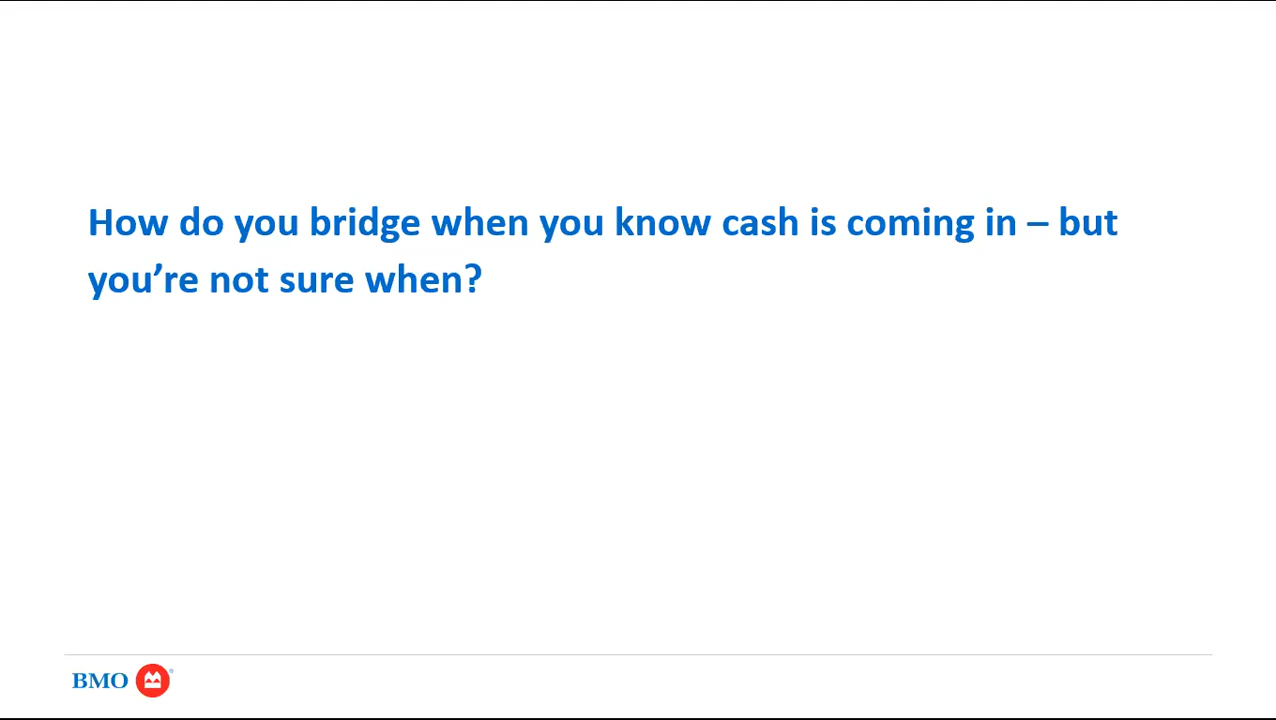 How do you bridge when you know cash is coming in – but
you’re not sure when?
BMO